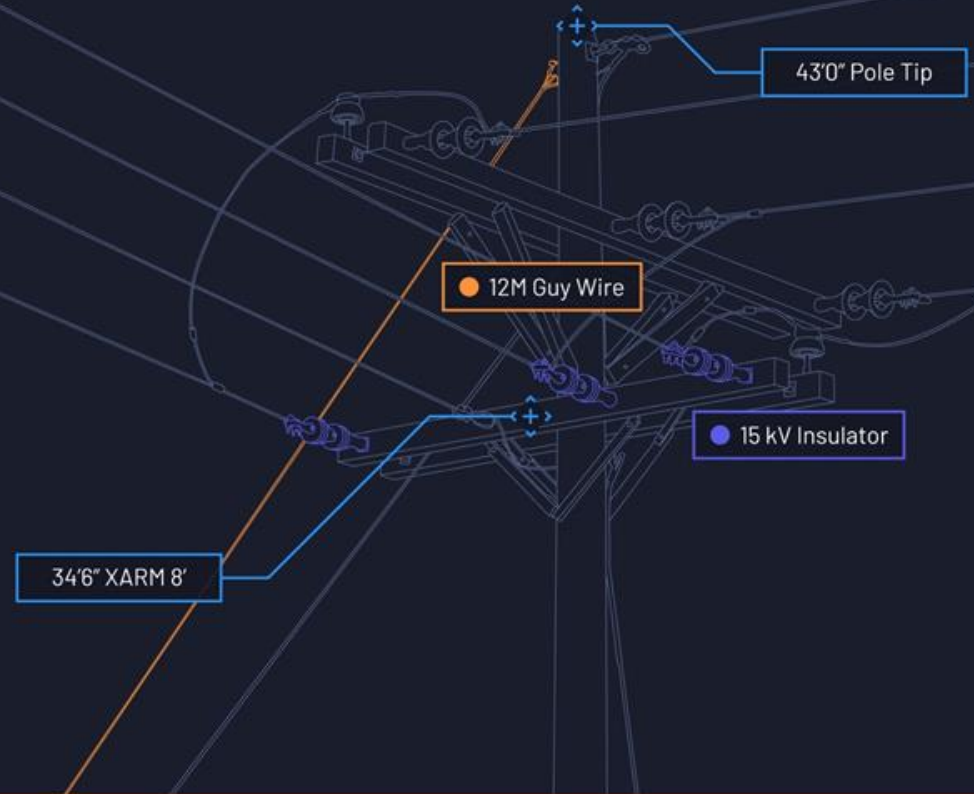 43'0" Pole Tip
12M Guy Wire
15 kV Insulator
34'6" XARM 8'